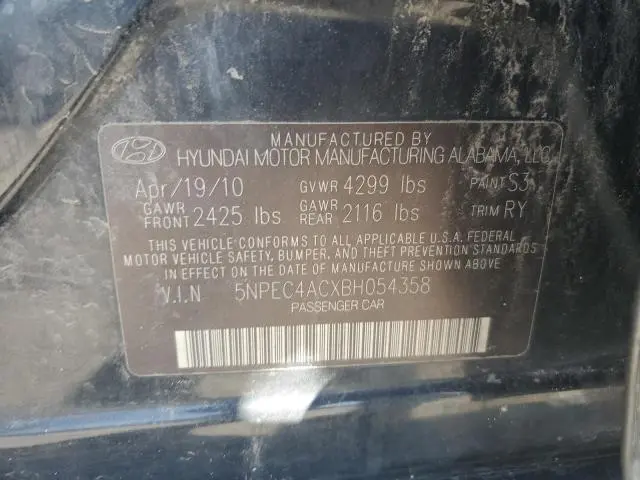 MANUFACTURED BY
HYUNDAI MOTOR MANUFACTURING ALABAMA, LLC
Apr/19/10 GVWR 4299 lbs PAINT S3
GAWR FRONT 2425 lbs GAWR REAR 2116 lbs TRIM RY
THIS VEHICLE CONFORMS TO ALL APPLICABLE U.S.A. FEDERAL
MOTOR VEHICLE SAFETY, BUMPER, AND THEFT PREVENTION STANDARDS
IN EFFECT ON THE DATE OF MANUFACTURE SHOWN ABOVE.
V.I.N 5NPEC4ACXBH054358
PASSENGER CAR